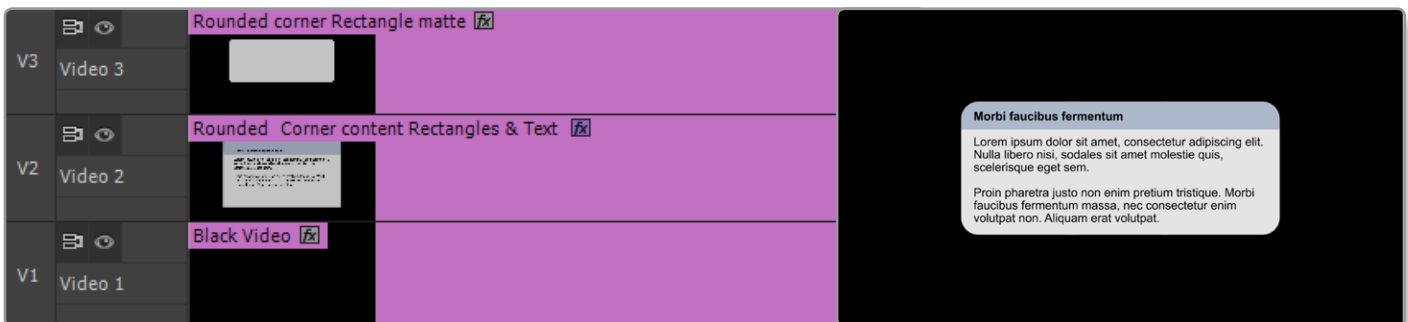 Rounded corner Rectangle matte fx
V3
Video 3
Rounded  Corner content Rectangles & Text fx
V2
Video 2
Black Video fx
V1
Video 1
Morbi faucibus fermentum
Lorem ipsum dolor sit amet, consectetur adipiscing elit.
Nulla libero nisi, sodales sit amet molestie quis,
scelerisque eget sem.
Proin pharetra justo non enim pretium tristique. Morbi
faucibus fermentum massa, nec consectetur enim
volutpat non. Aliquam erat volutpat.